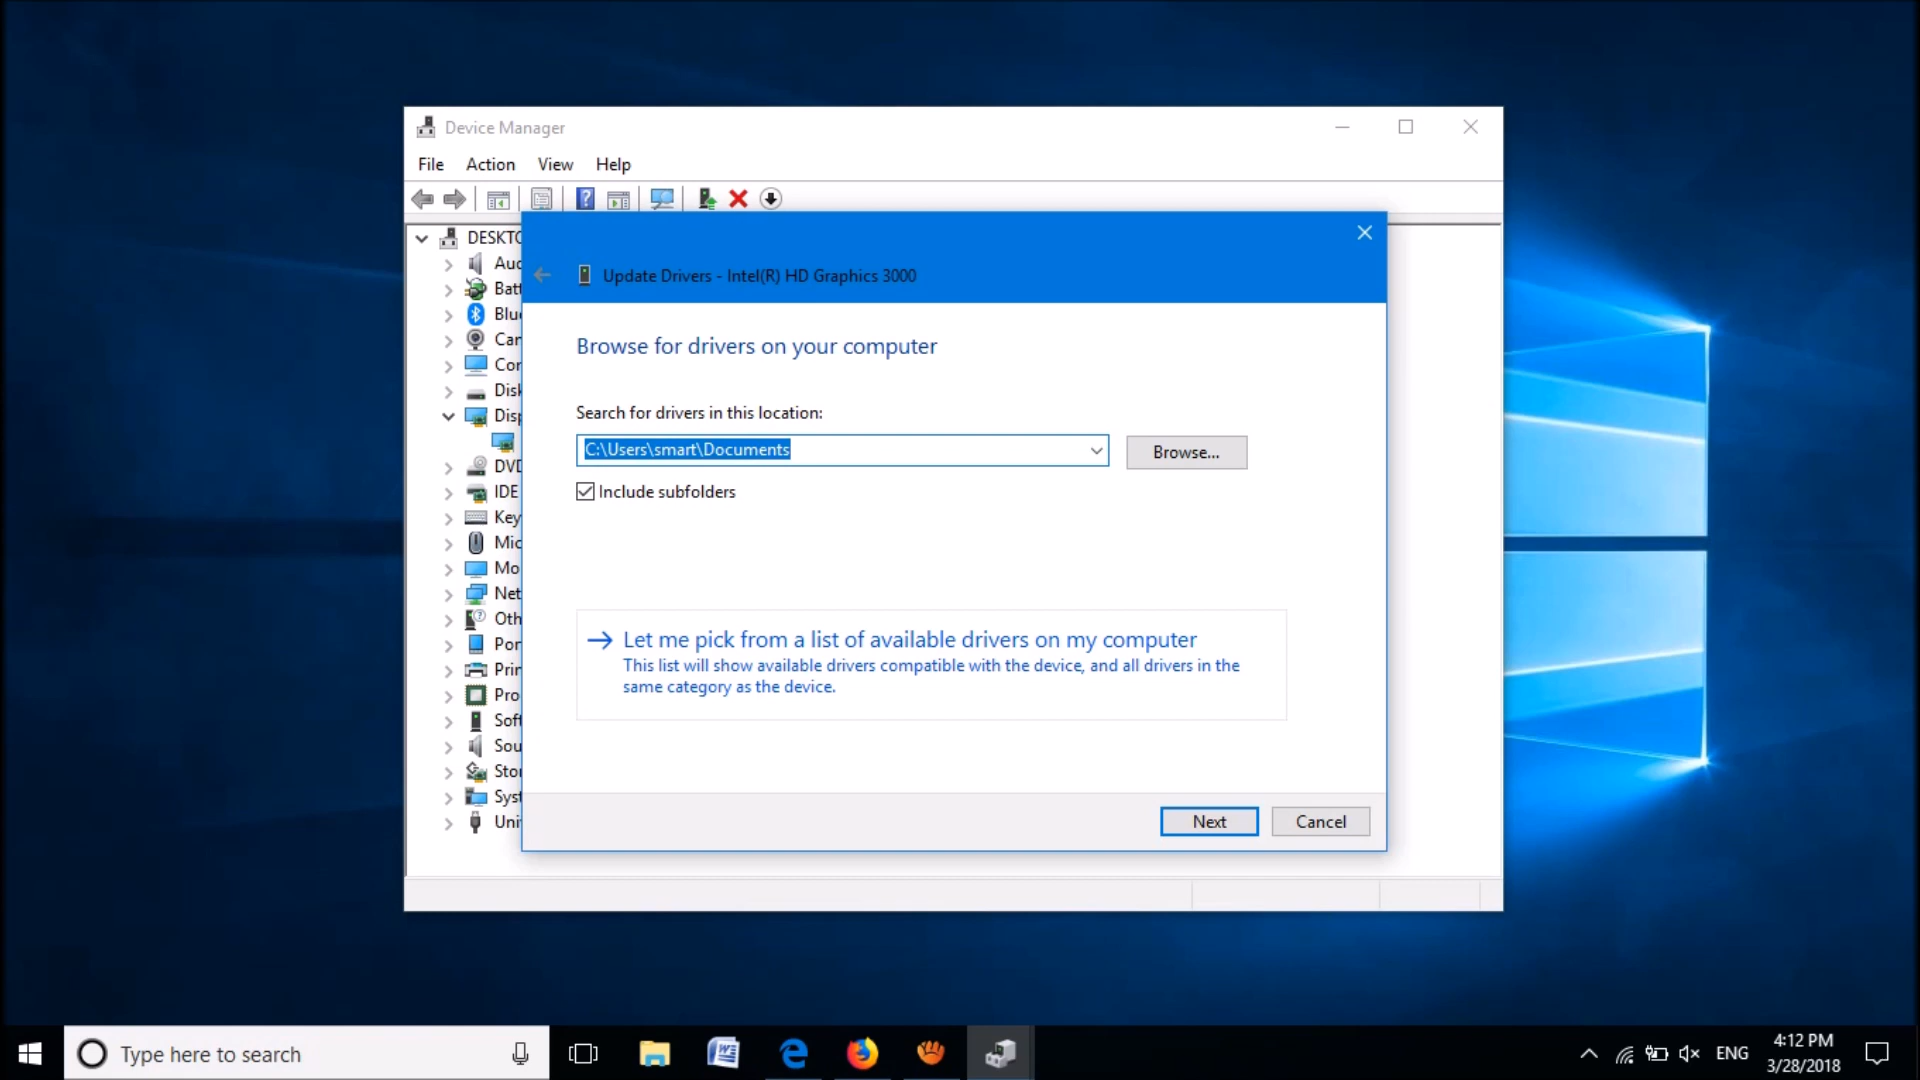 Device Manager
File Action View Help
DESKTO
Aud
Batt
Blu
Car
Cor
Disk
Disp
DVD
IDE
Key
Mic
Mo
Net
Oth
Por
Prin
Pro
Soft
Sou
Stor
Syst
Uni
Update Drivers - Intel(R) HD Graphics 3000
Browse for drivers on your computer
Search for drivers in this location:
C:\Users\smart\Documents
Browse...
Include subfolders
Let me pick from a list of available drivers on my computer
This list will show available drivers compatible with the device, and all drivers in the
same category as the device.
Next Cancel
Type here to search
ENG
4:12 PM
3/28/2018